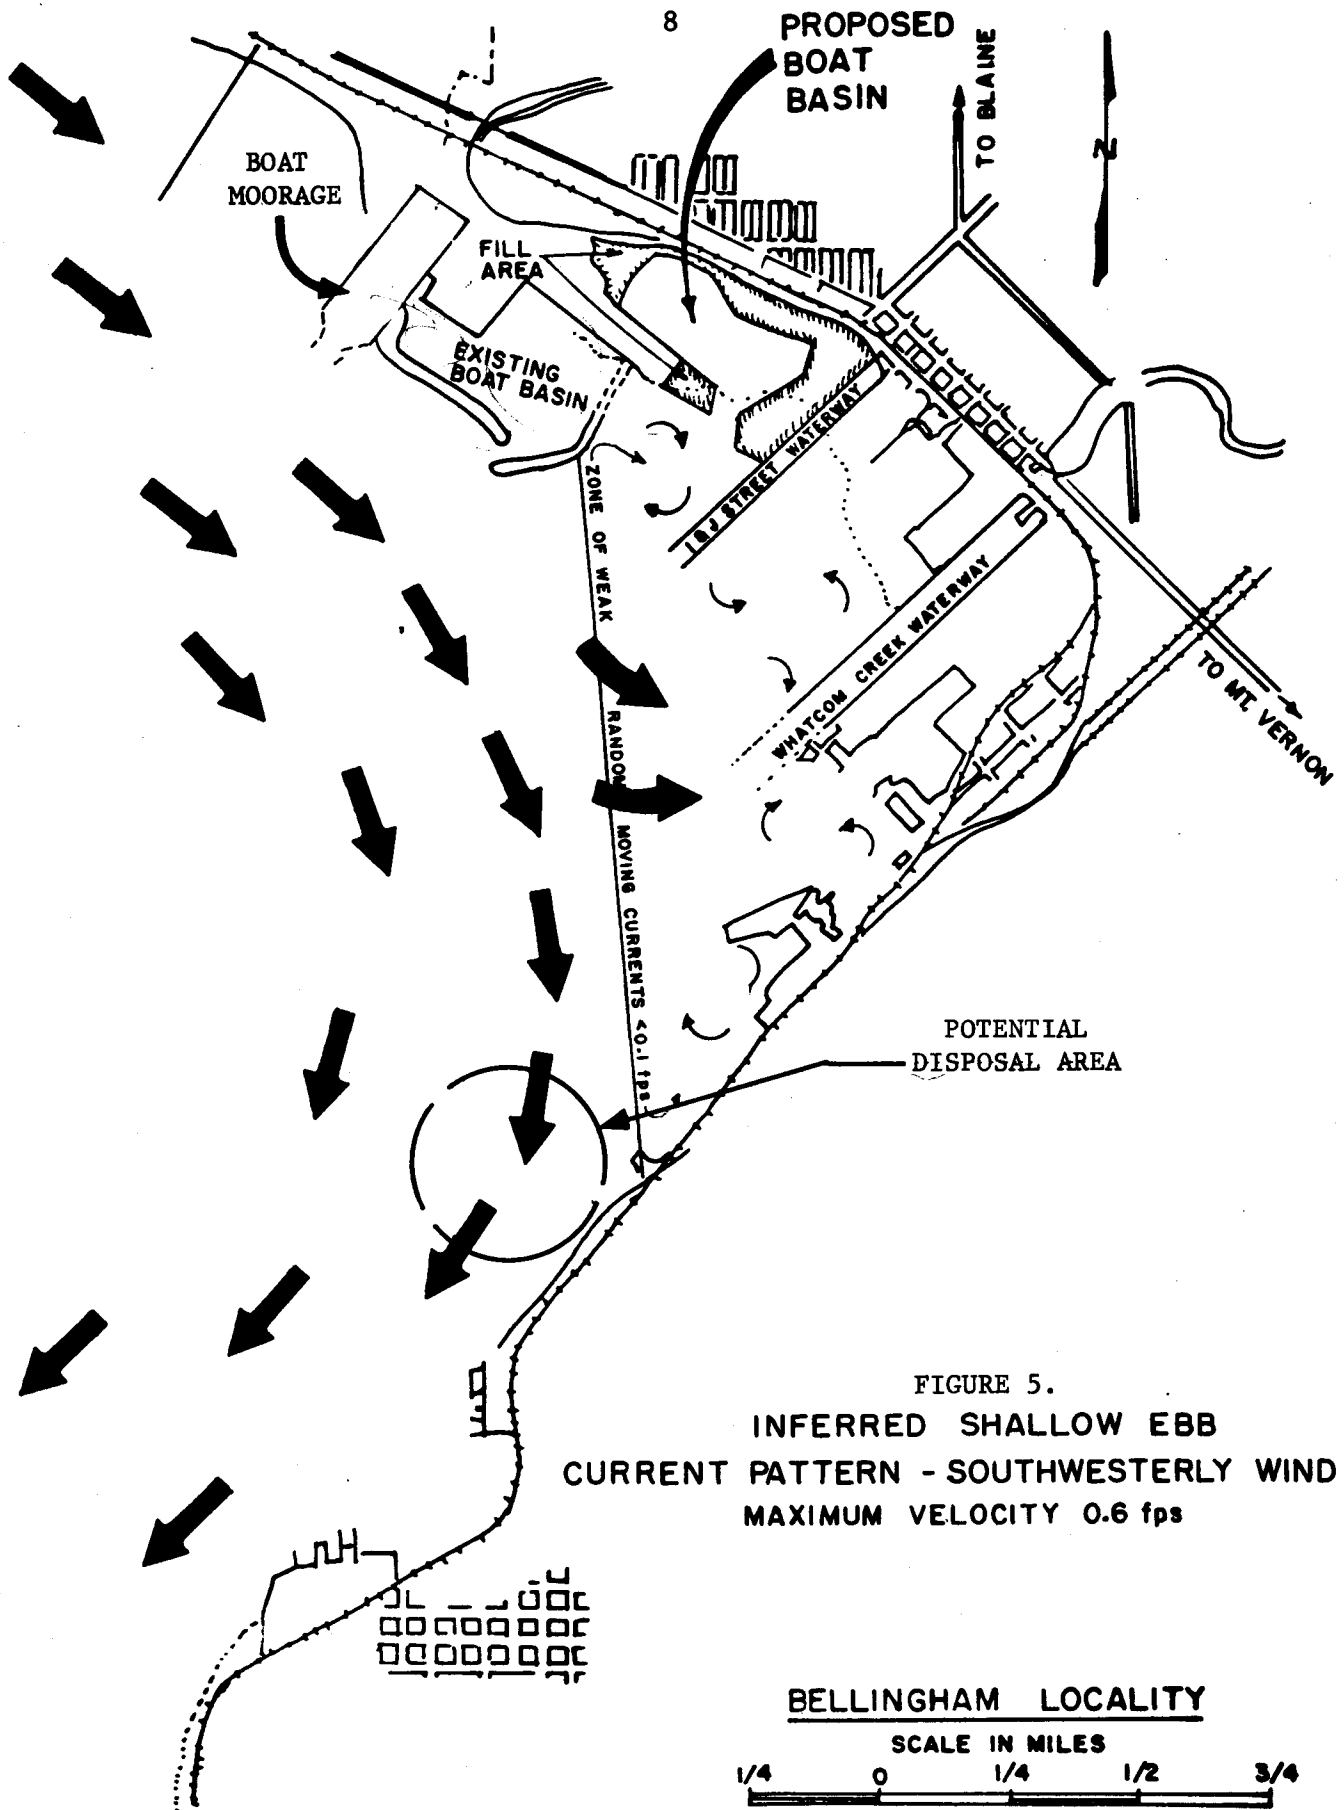 8
PROPOSED
BOAT
BASIN
TO BLAINE
N
BOAT
MOORAGE
FILL
AREA
EXISTING
BOAT BASIN
I & J STREET WATERWAY
ZONE OF WEAK RANDOM MOVING CURRENTS <0.1 fps
WHATCOM CREEK WATERWAY
TO MT. VERNON
POTENTIAL
DISPOSAL AREA
FIGURE 5.
INFERRED SHALLOW EBB
CURRENT PATTERN - SOUTHWESTERLY WIND
MAXIMUM VELOCITY 0.6 fps
BELLINGHAM LOCALITY
SCALE IN MILES
1/4 0 1/4 1/2 3/4